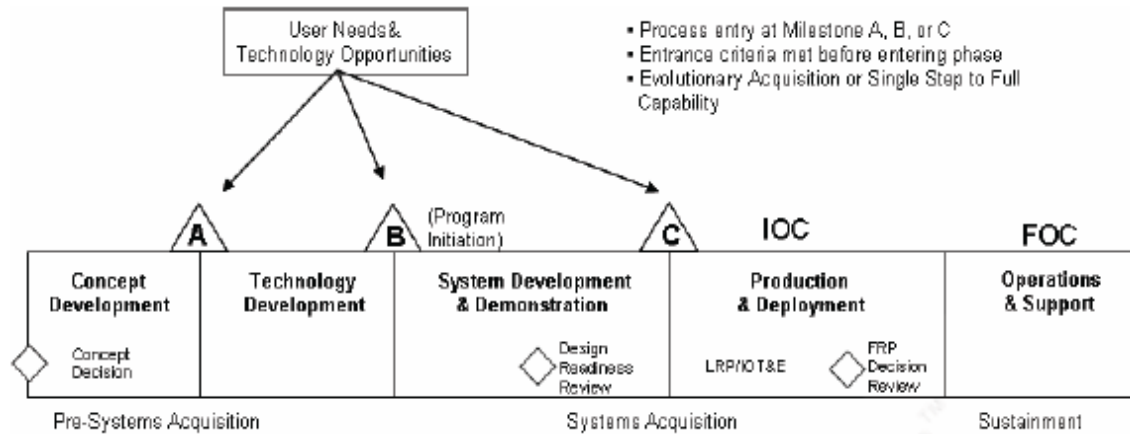 User Needs&
Technology Opportunities
▪ Process entry at Milestone A, B, or C
▪ Entrance criteria met before entering phase
▪ Evolutionary Acquisition or Single Step to Full
Capability
A
B
(Program
Initiation)
C
IOC
FOC
Concept
Development
Technology
Development
System Development
& Demonstration
Production
& Deployment
Operations
& Support
Concept
Decision
Design
Readiness
Review
LRP/IOT&E
FRP
Decision
Review
Pre-Systems Acquisition
Systems Acquisition
Sustainment